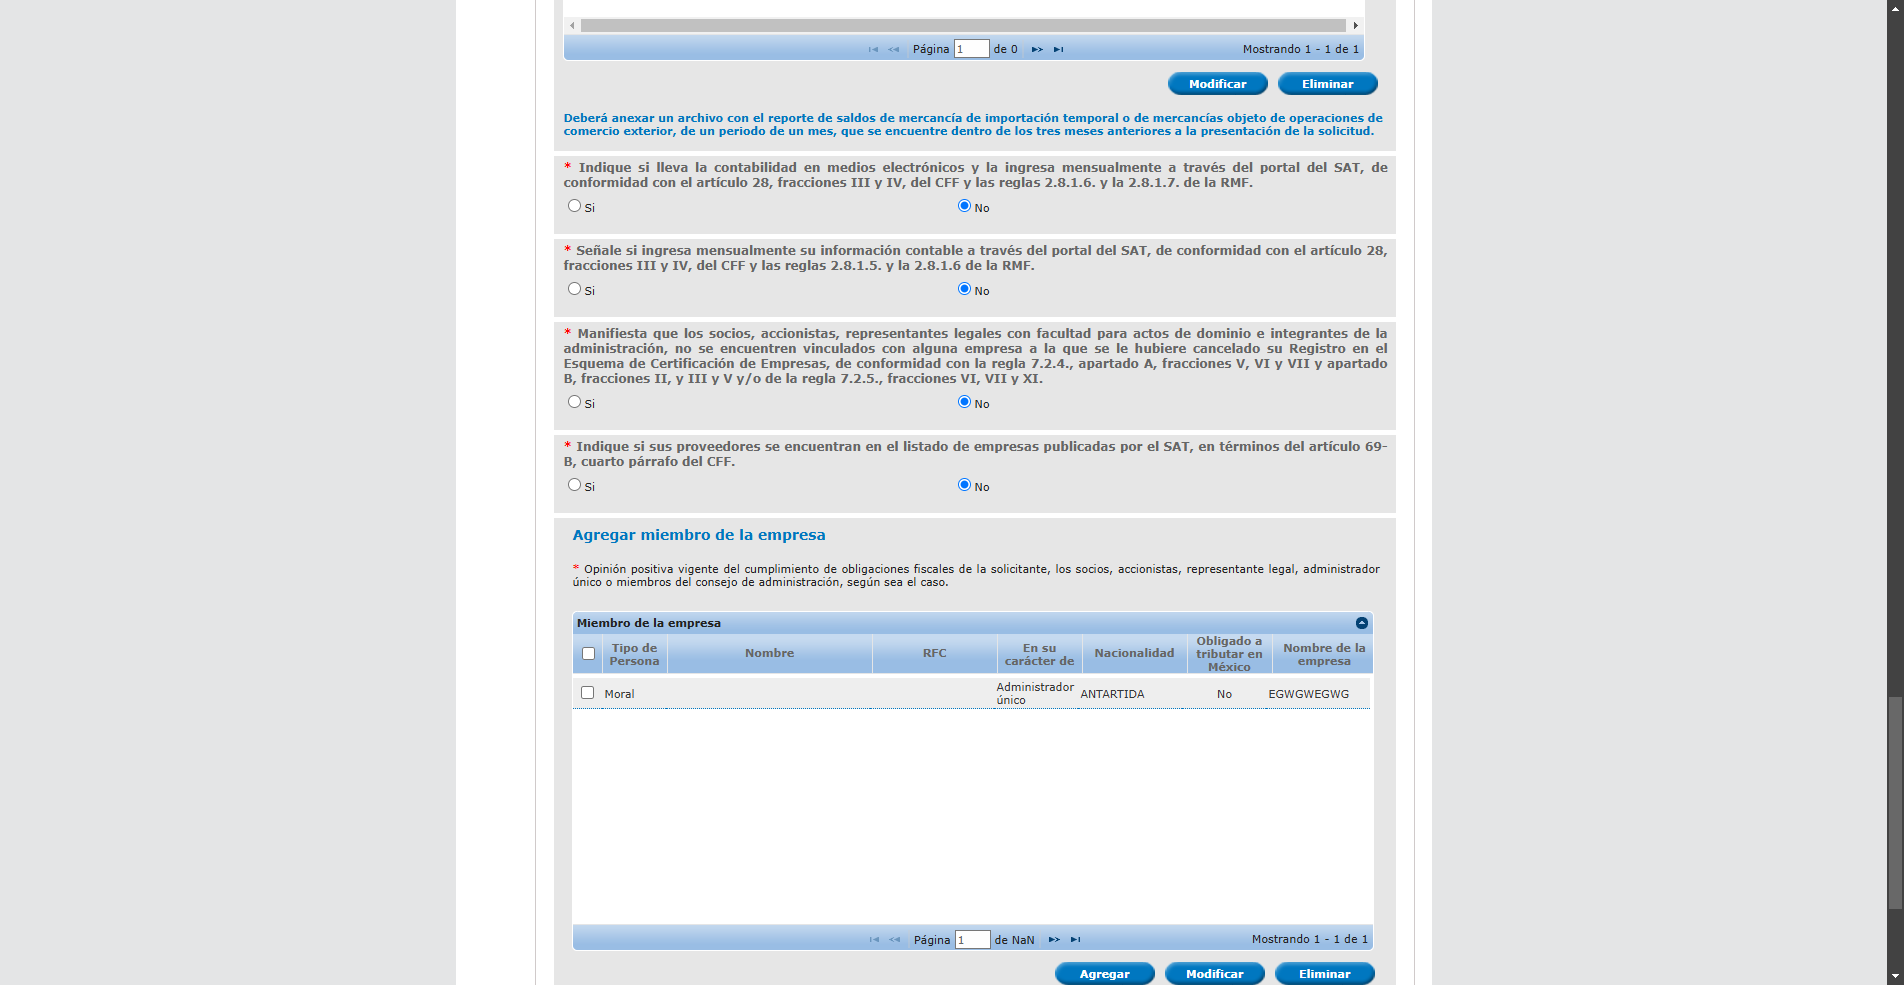 Página 1 de 0 Mostrando 1 - 1 de 1
Modificar Eliminar
Deberá anexar un archivo con el reporte de saldos de mercancía de importación temporal o de mercancías objeto de operaciones de
comercio exterior, de un periodo de un mes, que se encuentre dentro de los tres meses anteriores a la presentación de la solicitud.
* Indique si lleva la contabilidad en medios electrónicos y la ingresa mensualmente a través del portal del SAT, de
conformidad con el artículo 28, fracciones III y IV, del CFF y las reglas 2.8.1.6. y la 2.8.1.7. de la RMF.
Si No
* Señale si ingresa mensualmente su información contable a través del portal del SAT, de conformidad con el artículo 28,
fracciones III y IV, del CFF y las reglas 2.8.1.5. y la 2.8.1.6 de la RMF.
Si No
* Manifiesta que los socios, accionistas, representantes legales con facultad para actos de dominio e integrantes de la
administración, no se encuentren vinculados con alguna empresa a la que se le hubiere cancelado su Registro en el
Esquema de Certificación de Empresas, de conformidad con la regla 7.2.4., apartado A, fracciones V, VI y VII y apartado
B, fracciones II, y III y V y/o de la regla 7.2.5., fracciones VI, VII y XI.
Si No
* Indique si sus proveedores se encuentran en el listado de empresas publicadas por el SAT, en términos del artículo 69-
B, cuarto párrafo del CFF.
Si No
Agregar miembro de la empresa
* Opinión positiva vigente del cumplimiento de obligaciones fiscales de la solicitante, los socios, accionistas, representante legal, administrador
único o miembros del consejo de administración, según sea el caso.
Miembro de la empresa
Tipo de Persona Nombre RFC En su carácter de Nacionalidad Obligado a tributar en México Nombre de la empresa
Moral Administrador único ANTARTIDA No EGWGWEGWG
Página 1 de NaN Mostrando 1 - 1 de 1
Agregar Modificar Eliminar